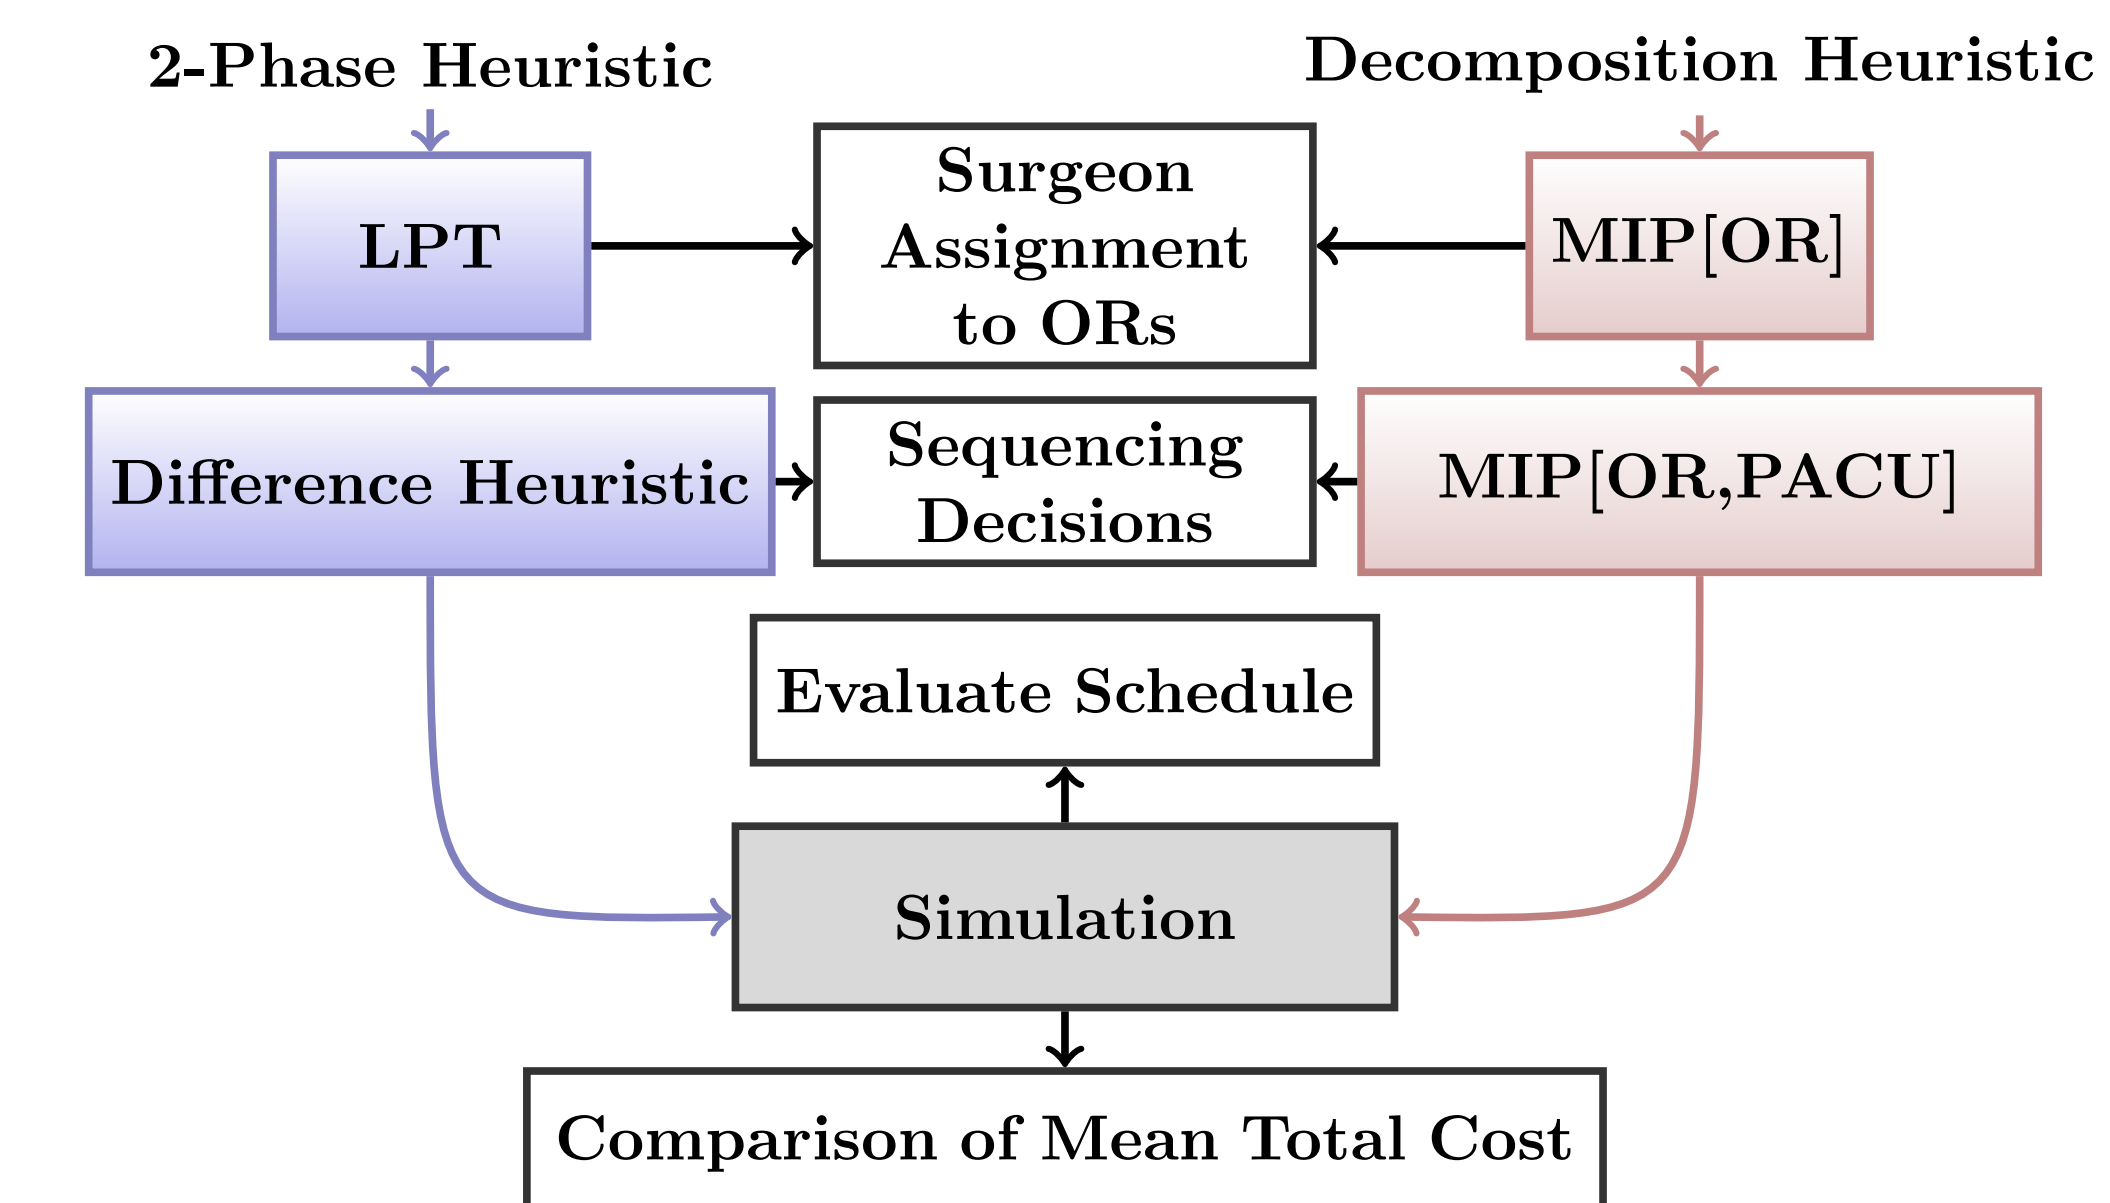 2-Phase Heuristic
Decomposition Heuristic
LPT
Surgeon
Assignment
to ORs
MIP[OR]
Difference Heuristic
Sequencing
Decisions
MIP[OR,PACU]
Evaluate Schedule
Simulation
Comparison of Mean Total Cost